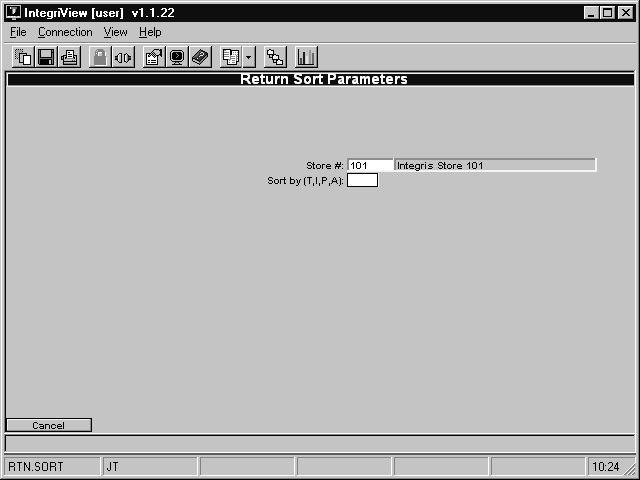 IntegriView [user] v1.1.22
File Connection View Help
Return Sort Parameters
Store #: 101 Integris Store 101
Sort by (T,I,P,A):
Cancel
RTN.SORT JT 10:24